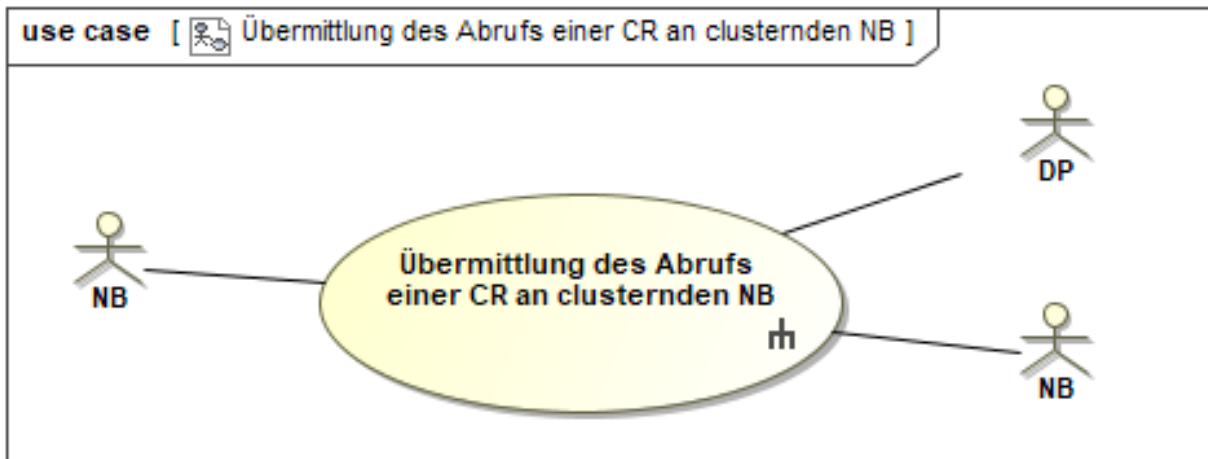 use case [ Übermittlung des Abrufs einer CR an clusternden NB ]
DP
NB
Übermittlung des Abrufs
einer CR an clusternden NB
NB